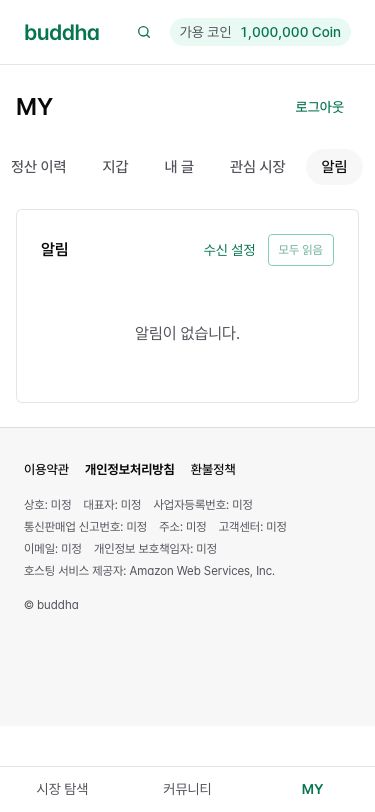 buddha
가용 코인 1,000,000 Coin
MY
로그아웃
정산 이력 지갑 내 글 관심 시장 알림
알림
수신 설정 모두 읽음
알림이 없습니다.
이용약관 개인정보처리방침 환불정책
상호: 미정 대표자: 미정 사업자등록번호: 미정
통신판매업 신고번호: 미정 주소: 미정 고객센터: 미정
이메일: 미정 개인정보 보호책임자: 미정
호스팅 서비스 제공자: Amazon Web Services, Inc.
© buddha
시장 탐색 커뮤니티 MY